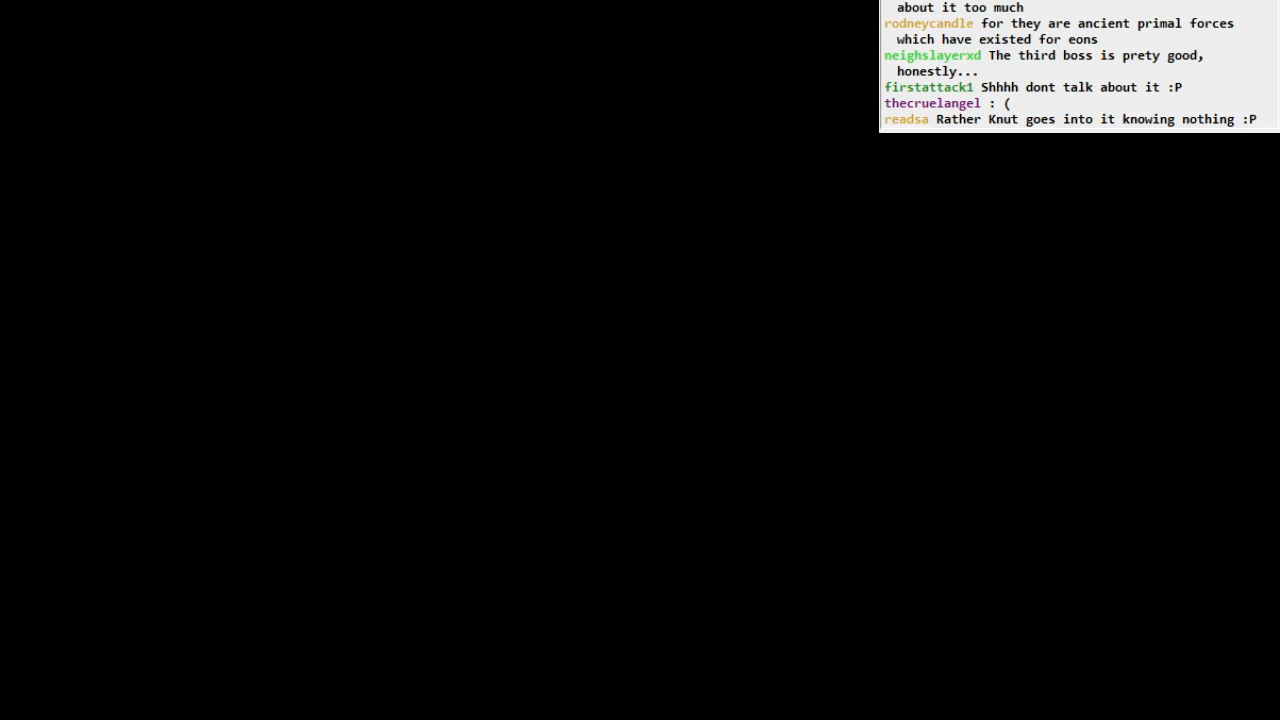 about it too much
rodneycandle for they are ancient primal forces
which have existed for eons
neighslayerxd The third boss is prety good,
honestly...
firstattack1 Shhhh dont talk about it :P
thecruelangel : (
readsa Rather Knut goes into it knowing nothing :P